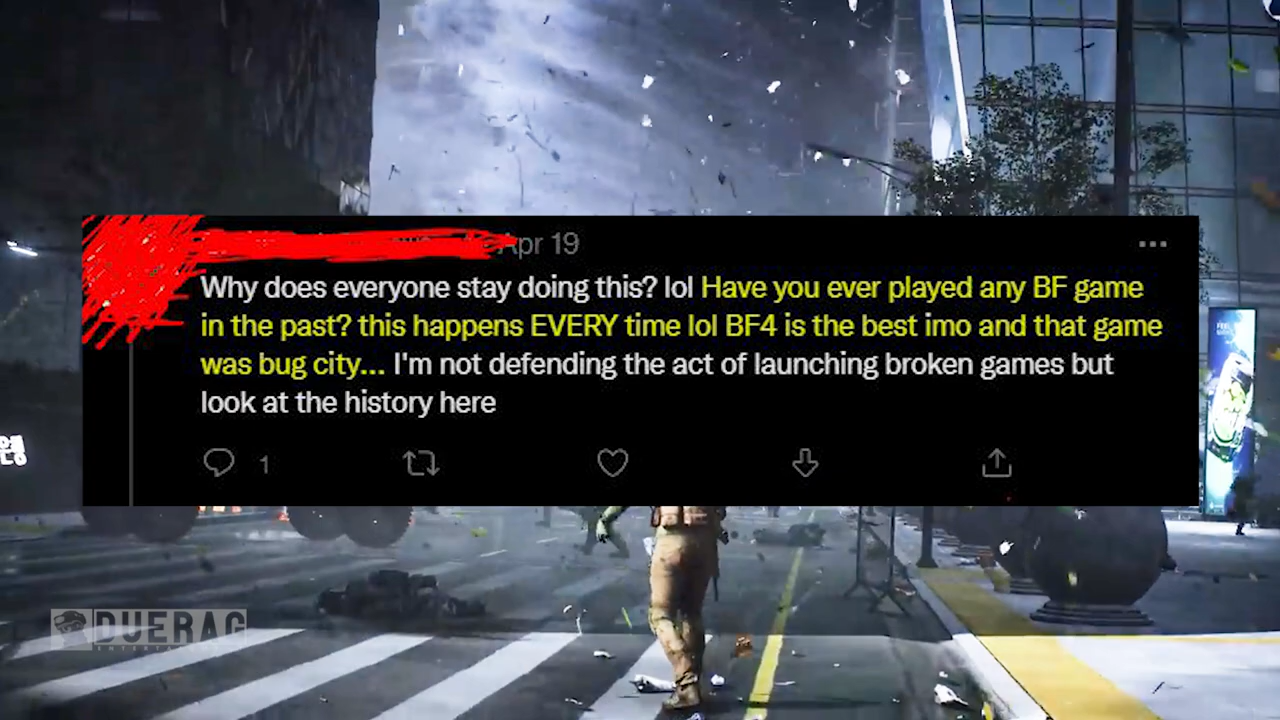 Apr 19
Why does everyone stay doing this? lol Have you ever played any BF game
in the past? this happens EVERY time lol BF4 is the best imo and that game
was bug city... I'm not defending the act of launching broken games but
look at the history here
1
DUERAG
ENTERTAINMENT